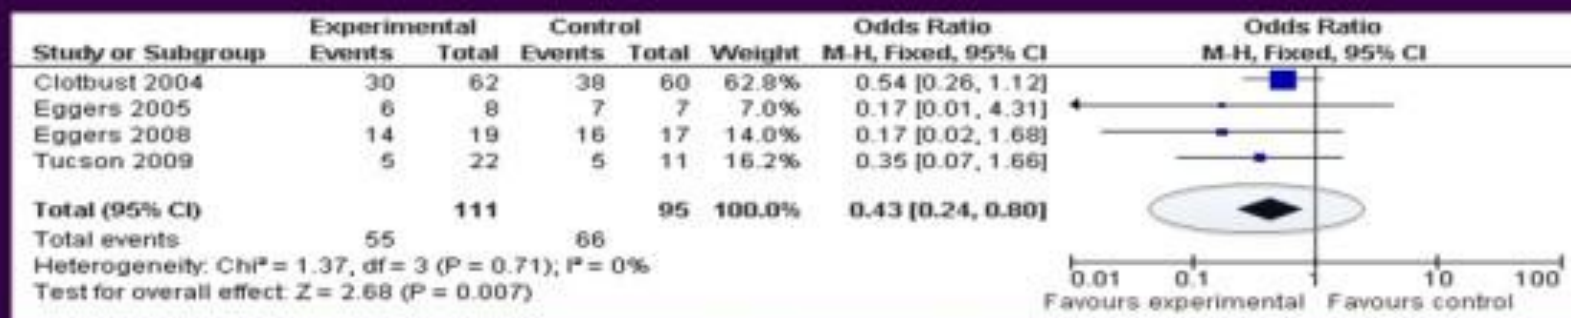 Experimental Control Odds Ratio Odds Ratio
Study or Subgroup Events Total Events Total Weight M-H, Fixed, 95% CI M-H, Fixed, 95% CI
Clotbust 2004 30 62 38 60 62.8% 0.54 [0.26, 1.12]
Eggers 2005 6 8 7 7 7.0% 0.17 [0.01, 4.31]
Eggers 2008 14 19 16 17 14.0% 0.17 [0.02, 1.68]
Tucson 2009 5 22 5 11 16.2% 0.35 [0.07, 1.66]
Total (95% CI) 111 95 100.0% 0.43 [0.24, 0.80]
Total events 55 66
Heterogeneity: Chi² = 1.37, df = 3 (P = 0.71); I² = 0%
Test for overall effect: Z = 2.68 (P = 0.007)
0.01 0.1 1 10 100
Favours experimental Favours control